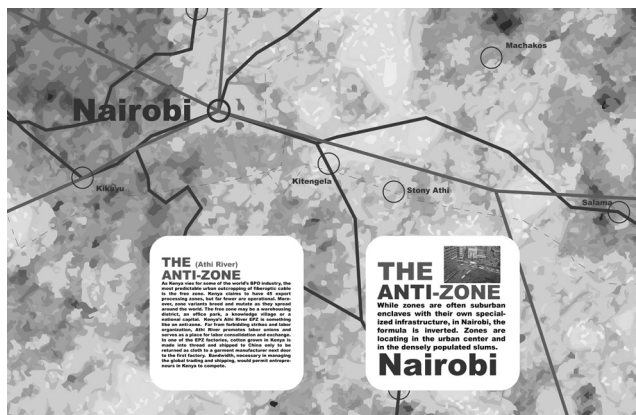 Machakos
Nairobi
Kitengela
Kikuyu
Stony Athi
Salama
THE (Athi River)
ANTI-ZONE
As Kenya vies for some of the world's BPO industry, the
most predictable urban outcropping of fiberoptic cable
is the free zone. Kenya claims to have 45 export
processing zones, but far fewer are operational. More-
over, zone variants breed and mutate as they spread
around the world. The free zone may be a warehousing
district, an office park, a knowledge village or a
national capital. Kenya's Athi River EPZ is something
like an anti-zone. Far from forbidding strikes and labor
organization, Athi River promotes labor unions and
serves as a place for labor consolidation and exchange.
In one of the EPZ factories, cotton grown in Kenya is
made into thread and shipped to China only to be
returned as cloth to a garment manufacturer next door
to the first factory. Bandwidth, necessary in managing
the global trading and shipping, would permit entrepre-
neurs in Kenya to compete.
THE
ANTI-ZONE
While zones are often suburban
enclaves with their own special-
ized infrastructure, in Nairobi, the
formula is inverted. Zones are
locating in the urban center and
in the densely populated slums.
Nairobi